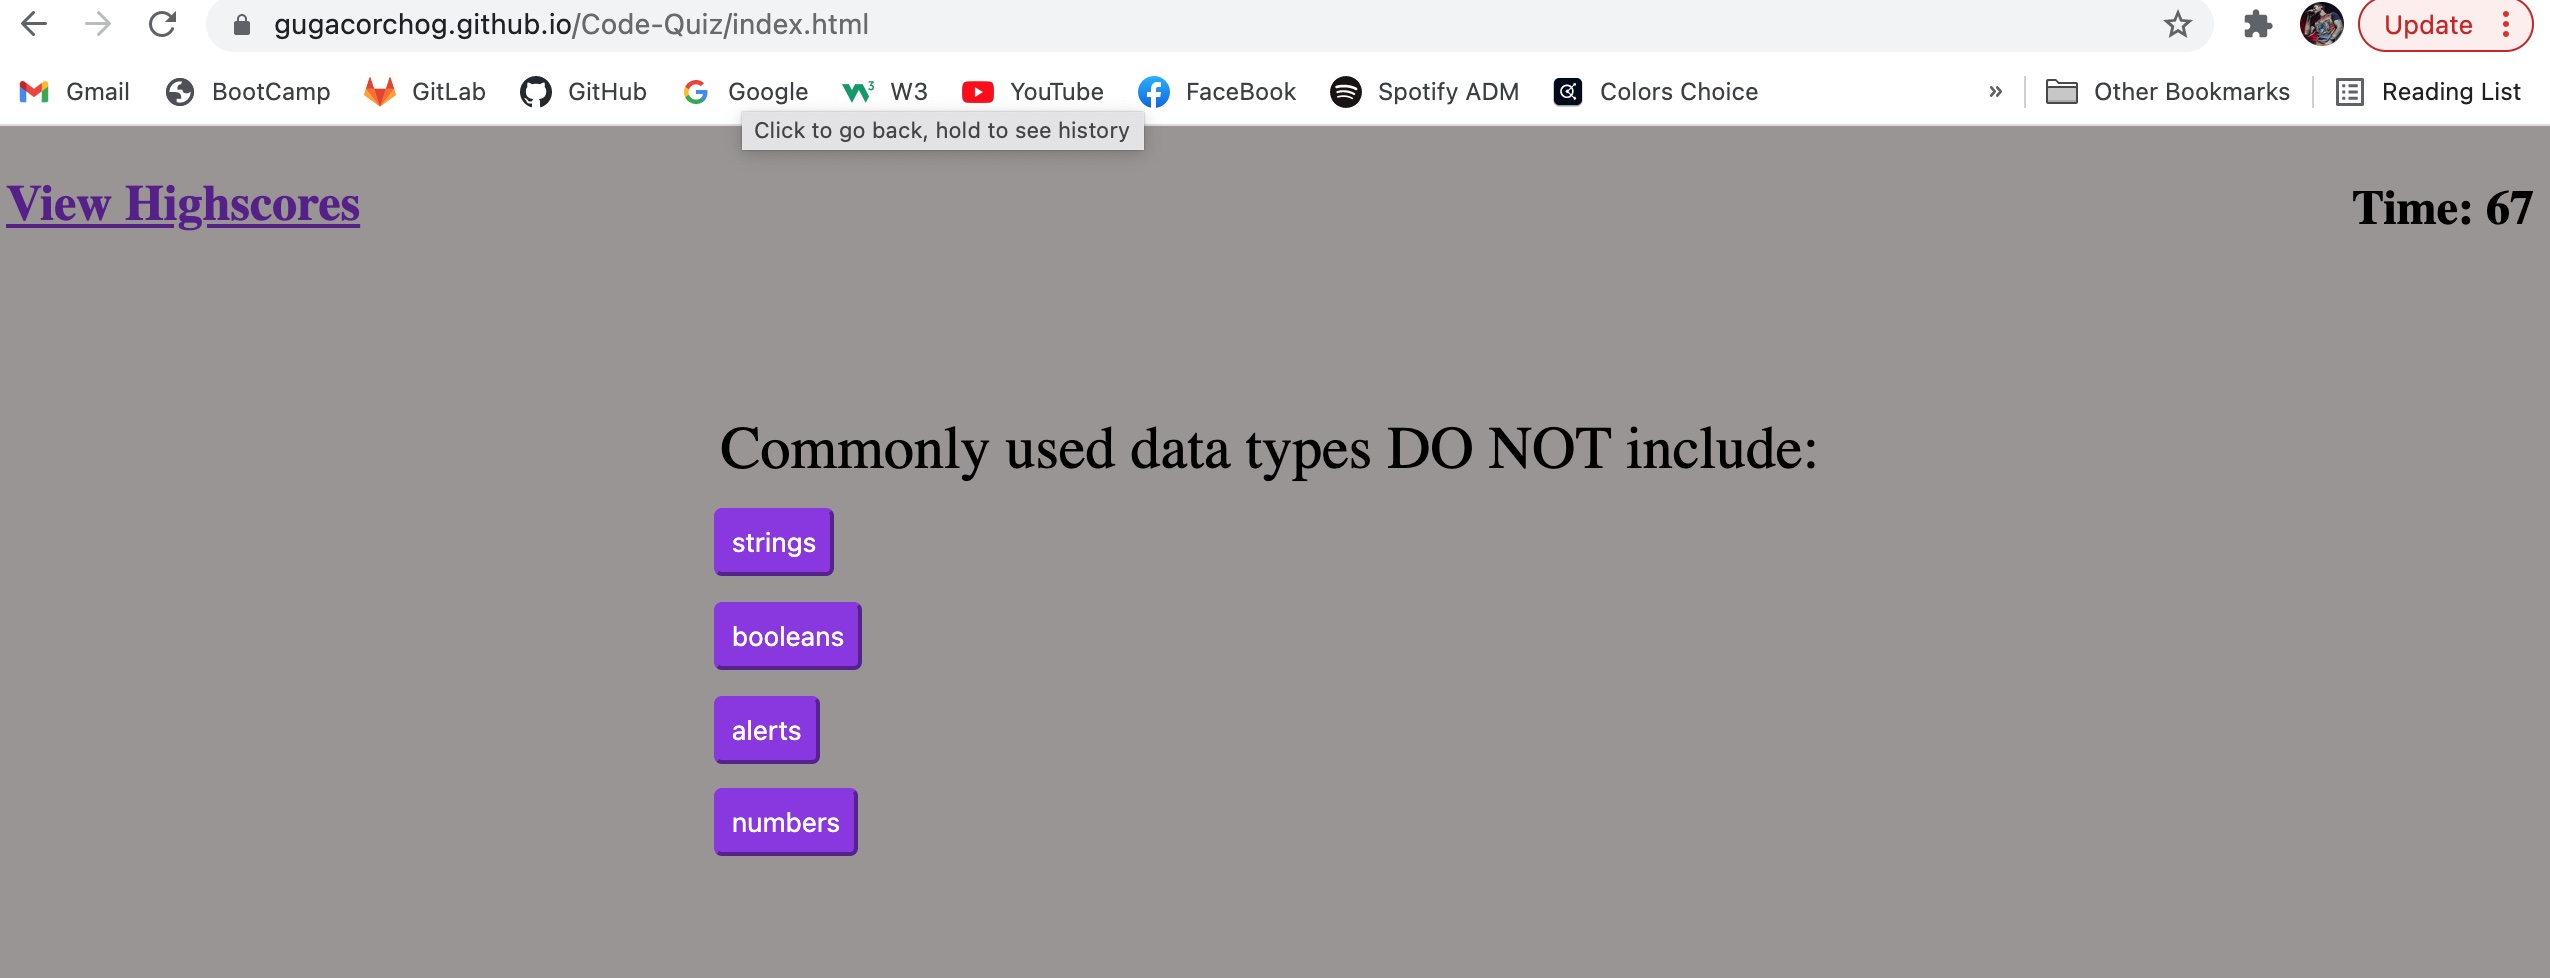 gugacorchog.github.io/Code-Quiz/index.html Update
Gmail BootCamp GitLab GitHub Google W3 YouTube FaceBook Spotify ADM Colors Choice » Other Bookmarks Reading List
Click to go back, hold to see history
View Highscores Time: 67
Commonly used data types DO NOT include:
strings
booleans
alerts
numbers